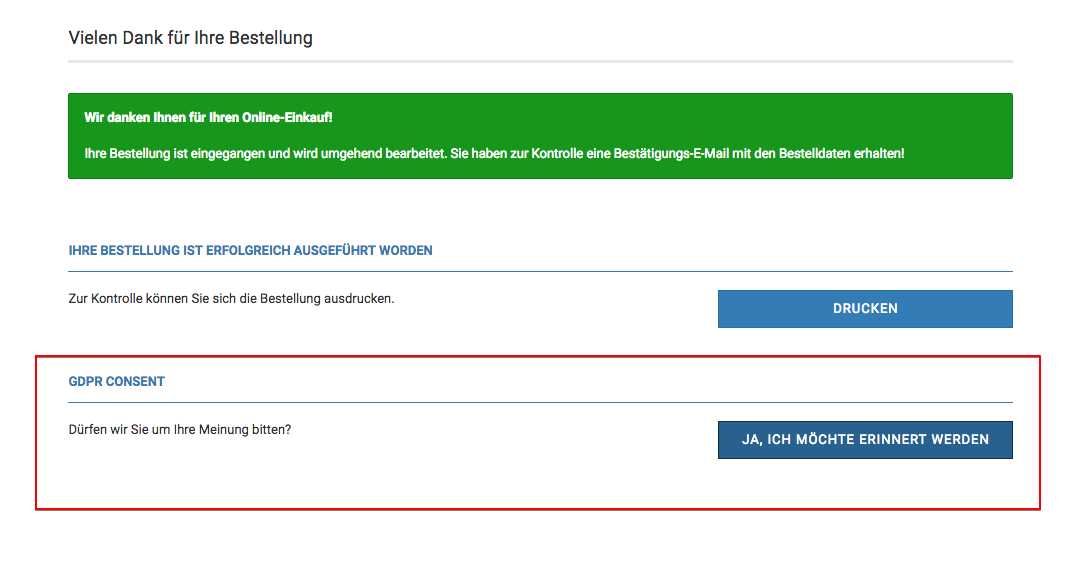 Vielen Dank für Ihre Bestellung
Wir danken Ihnen für Ihren Online-Einkauf!
Ihre Bestellung ist eingegangen und wird umgehend bearbeitet. Sie haben zur Kontrolle eine Bestätigungs-E-Mail mit den Bestelldaten erhalten!
IHRE BESTELLUNG IST ERFOLGREICH AUSGEFÜHRT WORDEN
Zur Kontrolle können Sie sich die Bestellung ausdrucken.
DRUCKEN
GDPR CONSENT
Dürfen wir Sie um Ihre Meinung bitten?
JA, ICH MÖCHTE ERINNERT WERDEN